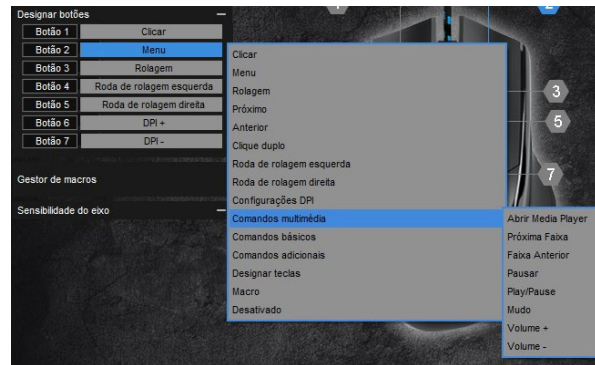 Designar botões
Botão 1 Clicar
Botão 2 Menu
Botão 3 Rolagem
Botão 4 Roda de rolagem esquerda
Botão 5 Roda de rolagem direita
Botão 6 DPI +
Botão 7 DPI -
Gestor de macros
Sensibilidade do eixo
Clicar
Menu
Rolagem
Próximo
Anterior
Clique duplo
Roda de rolagem esquerda
Roda de rolagem direita
Configurações DPI
Comandos multimédia
Comandos básicos
Comandos adicionais
Designar teclas
Macro
Desativado
Abrir Media Player
Próxima Faixa
Faixa Anterior
Pausar
Play/Pause
Mudo
Volume +
Volume -
1
2
3
5
7